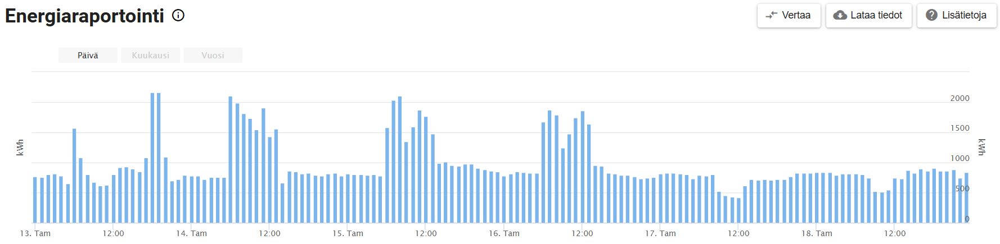 Energiaraportointi
Vertaa
Lataa tiedot
Lisätietoja
Päivä
Kuukausi
Vuosi
kWh
kWh
2000
1500
1000
500
0
13. Tam
12:00
14. Tam
12:00
15. Tam
12:00
16. Tam
12:00
17. Tam
12:00
18. Tam
12:00